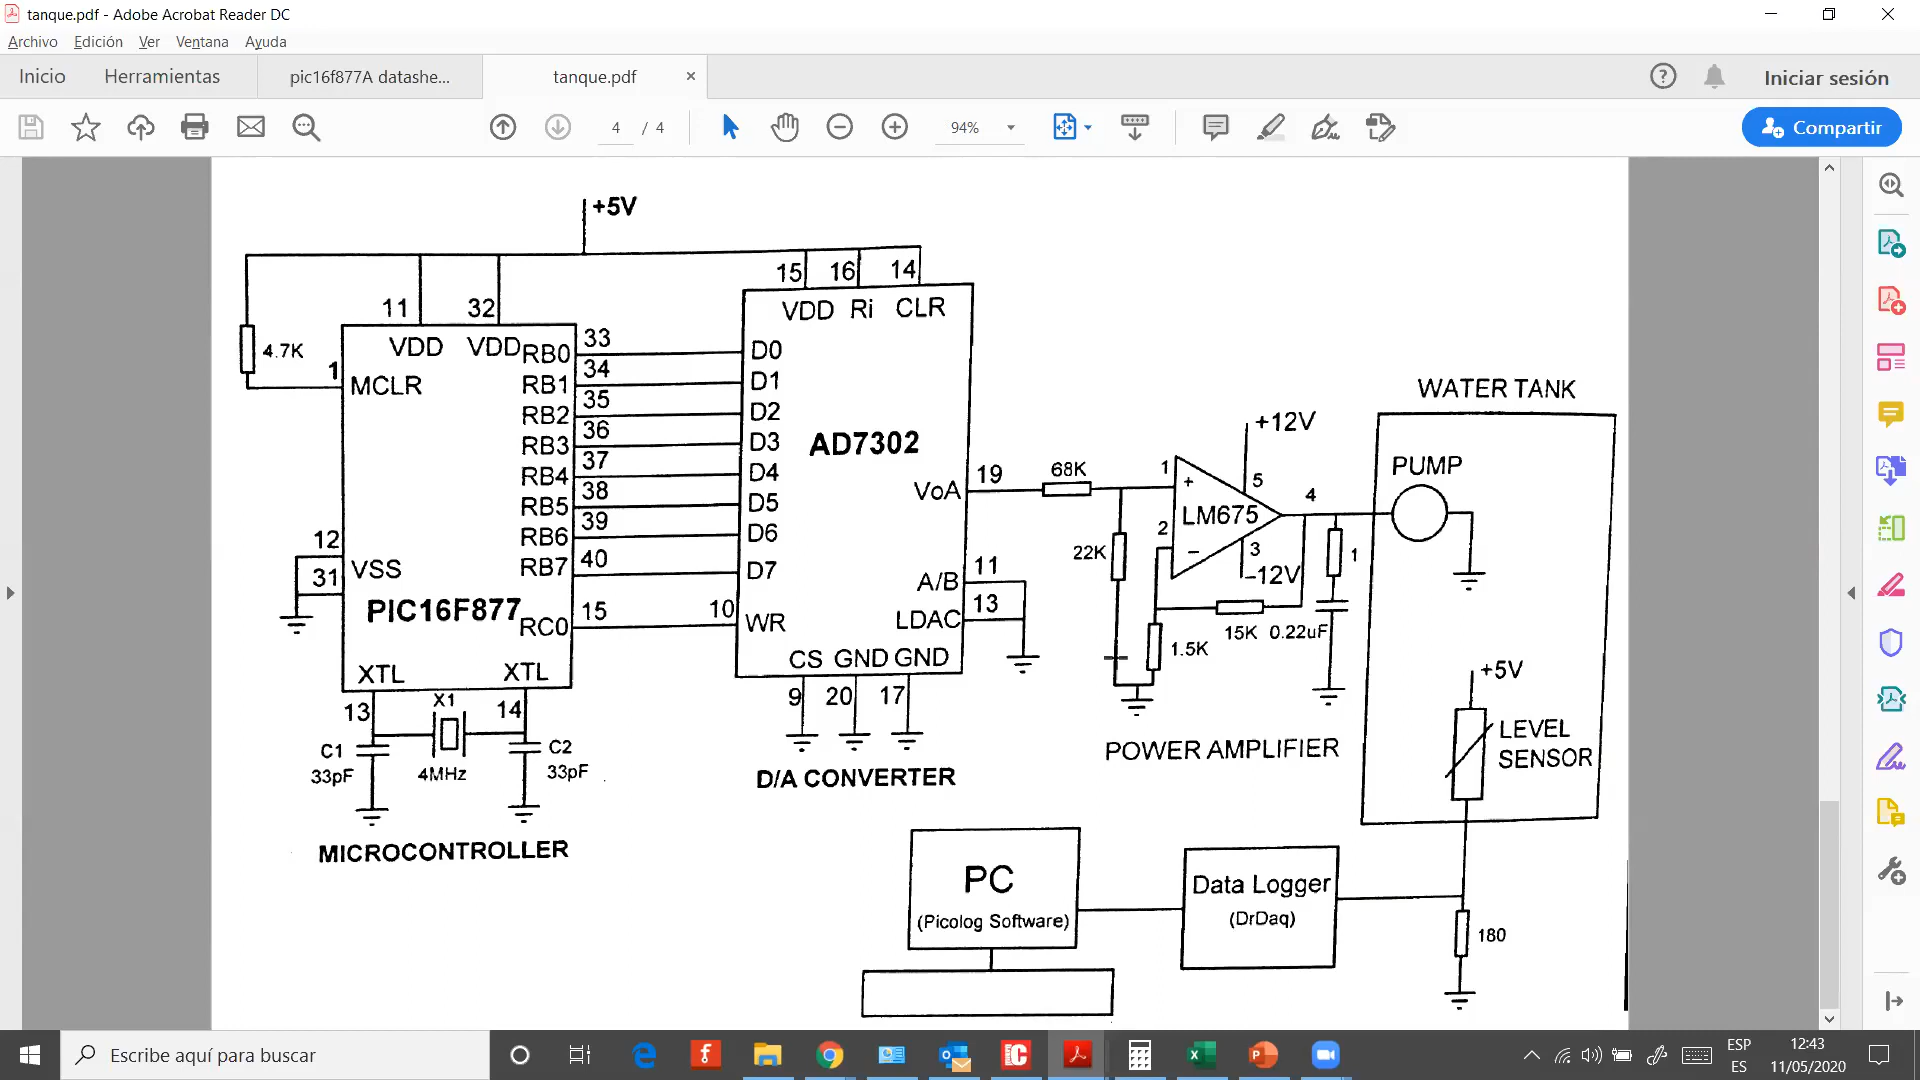 tanque.pdf - Adobe Acrobat Reader DC
Archivo Edición Ver Ventana Ayuda
Inicio Herramientas pic16f877A datashe... tanque.pdf × ? Iniciar sesión
4 / 4 94% Compartir
+5V
15 16 14
11 32
VDD Ri CLR
4.7K
VDD VDD
1
MCLR
RB0 33 D0
RB1 34 D1
RB2 35 D2
RB3 36 D3
RB4 37 D4
RB5 38 D5
RB6 39 D6
RB7 40 D7
RC0 15 10 WR
12
31
VSS
PIC16F877
AD7302
VoA 19
A/B 11
LDAC 13
CS GND GND
9 20 17
XTL XTL
13 X1 14
C1
33pF
4MHz
C2
33pF
MICROCONTROLLER
D/A CONVERTER
68K
22K
+12V
1
+
5
LM675
4
2
−
3
-12V
1
15K
0.22uF
1.5K
POWER AMPLIFIER
WATER TANK
PUMP
+5V
LEVEL
SENSOR
180
PC
(Picolog Software)
Data Logger
(DrDaq)
Escribe aquí para buscar
ESP
ES
12:43
11/05/2020